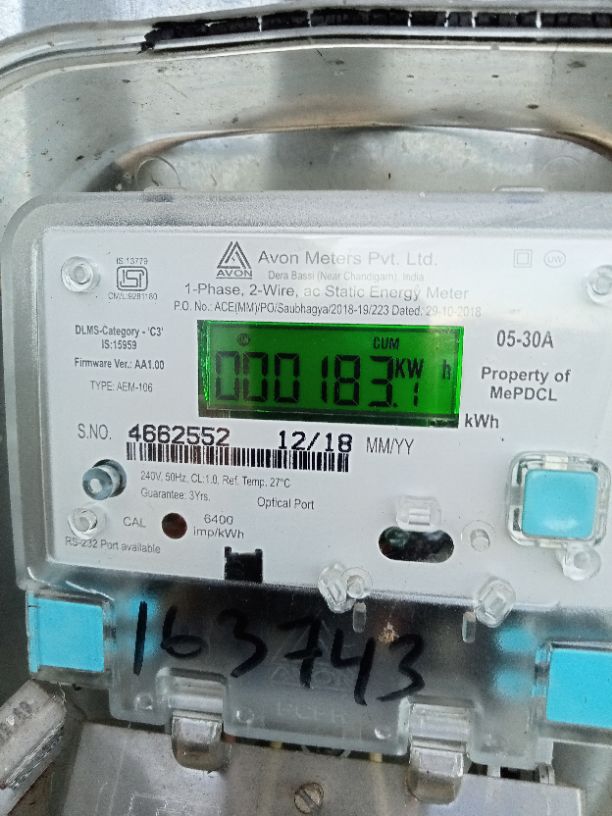 IS 13779
CM/L:9291160
AVON
Avon Meters Pvt. Ltd.
Dera Bassi (Near Chandigarh), India
1-Phase, 2-Wire, ac Static Energy Meter
P.O. No.: ACE(MM)/PG/Saubhagya/2018-19/223 Dated: 29-10-2018
DLMS-Category - 'C3'
IS:15959
Firmware Ver.: AA1.00
TYPE: AEM-106
CUM
000183.1 KW h
05-30A
Property of
MePDCL
kWh
S.NO. 4662552 12/18 MM/YY
240V, 50Hz, CL:1.0, Ref. Temp. 27°C
Guarantee: 3Yrs.
Optical Port
CAL
6400
imp/kWh
RS-232 Port available
163743
AVON